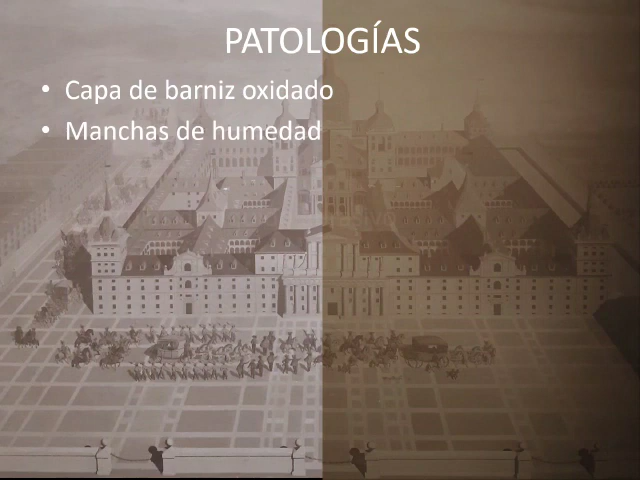 PATOLOGÍAS
• Capa de barniz oxidado
• Manchas de humedad